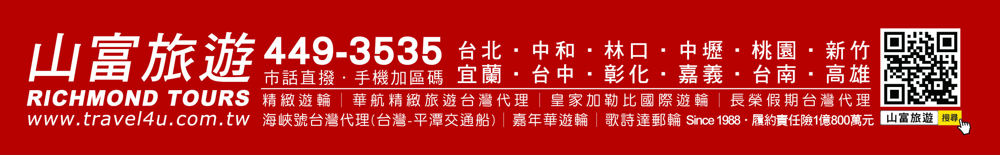 山富旅遊
RICHMOND TOURS
www.travel4u.com.tw
449-3535
市話直撥・手機加區碼
台北・中和・林口・中壢・桃園・新竹
宜蘭・台中・彰化・嘉義・台南・高雄
精緻遊輪｜華航精緻旅遊台灣代理｜皇家加勒比國際遊輪｜長榮假期台灣代理
海峽號台灣代理(台灣-平潭交通船)｜嘉年華遊輪｜歌詩達郵輪 Since 1988・履約責任險1億800萬元
山富旅遊 搜尋